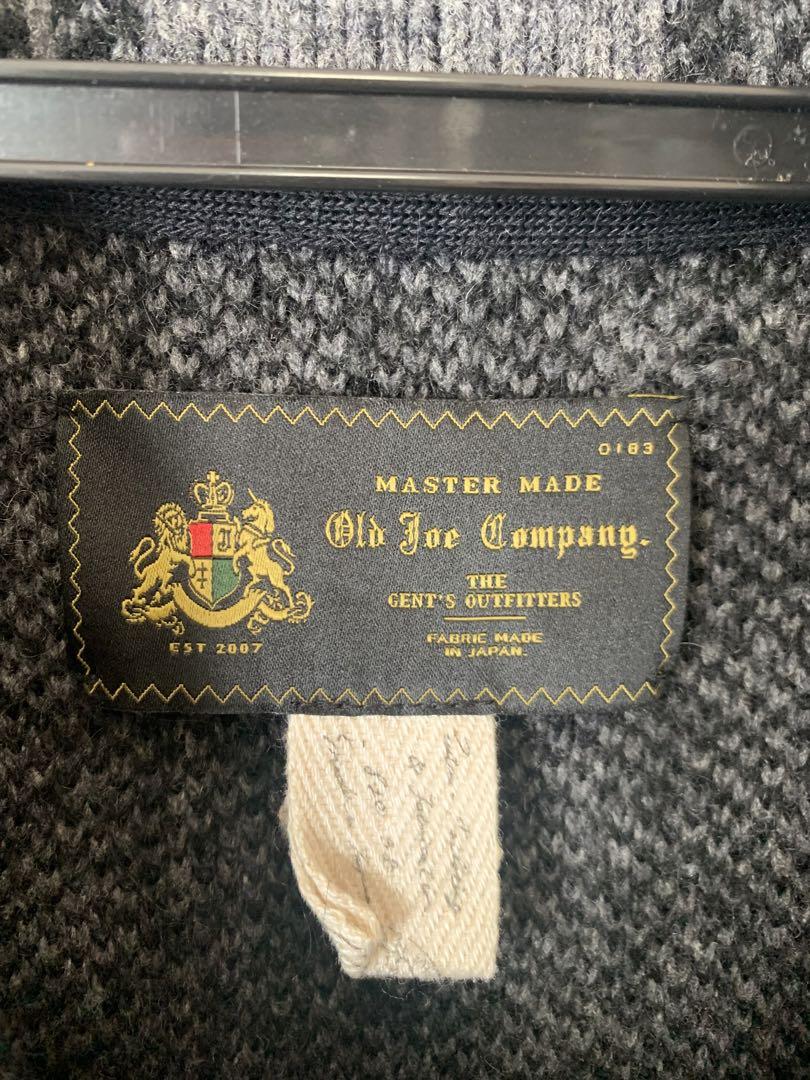 0183
MASTER MADE
Old Joe Company.
THE
GENT'S OUTFITTERS
FABRIC MADE
IN JAPAN.
EST 2007